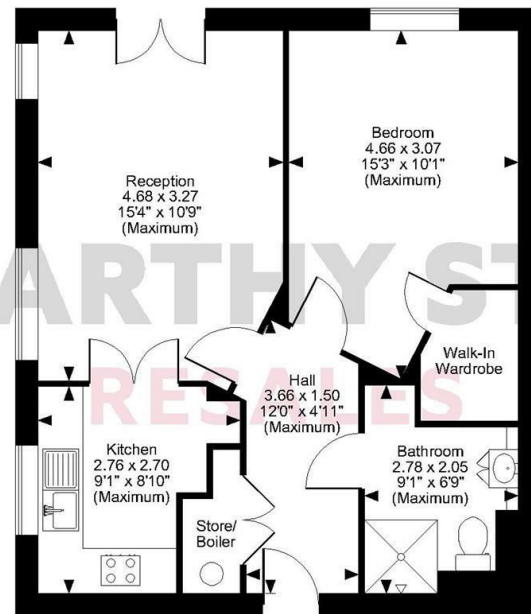 Reception
4.68 x 3.27
15'4" x 10'9"
(Maximum)
Bedroom
4.66 x 3.07
15'3" x 10'1"
(Maximum)
ARTHY ST
RESALES
Walk-In
Wardrobe
Hall
3.66 x 1.50
12'0" x 4'11"
(Maximum)
Kitchen
2.76 x 2.70
9'1" x 8'10"
(Maximum)
Bathroom
2.78 x 2.05
9'1" x 6'9"
(Maximum)
Store/
Boiler